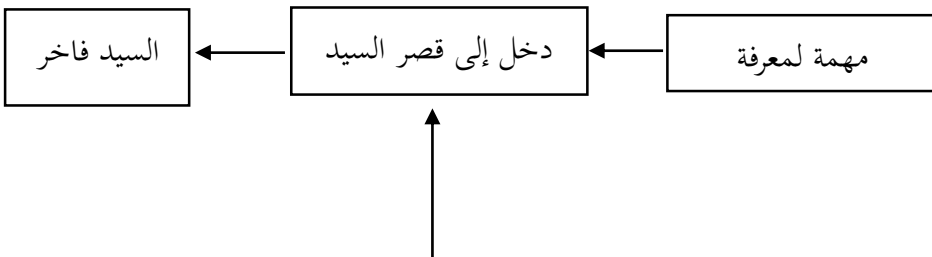 مهمة لمعرفة
دخل إلى قصر السيد
السيد فاخر